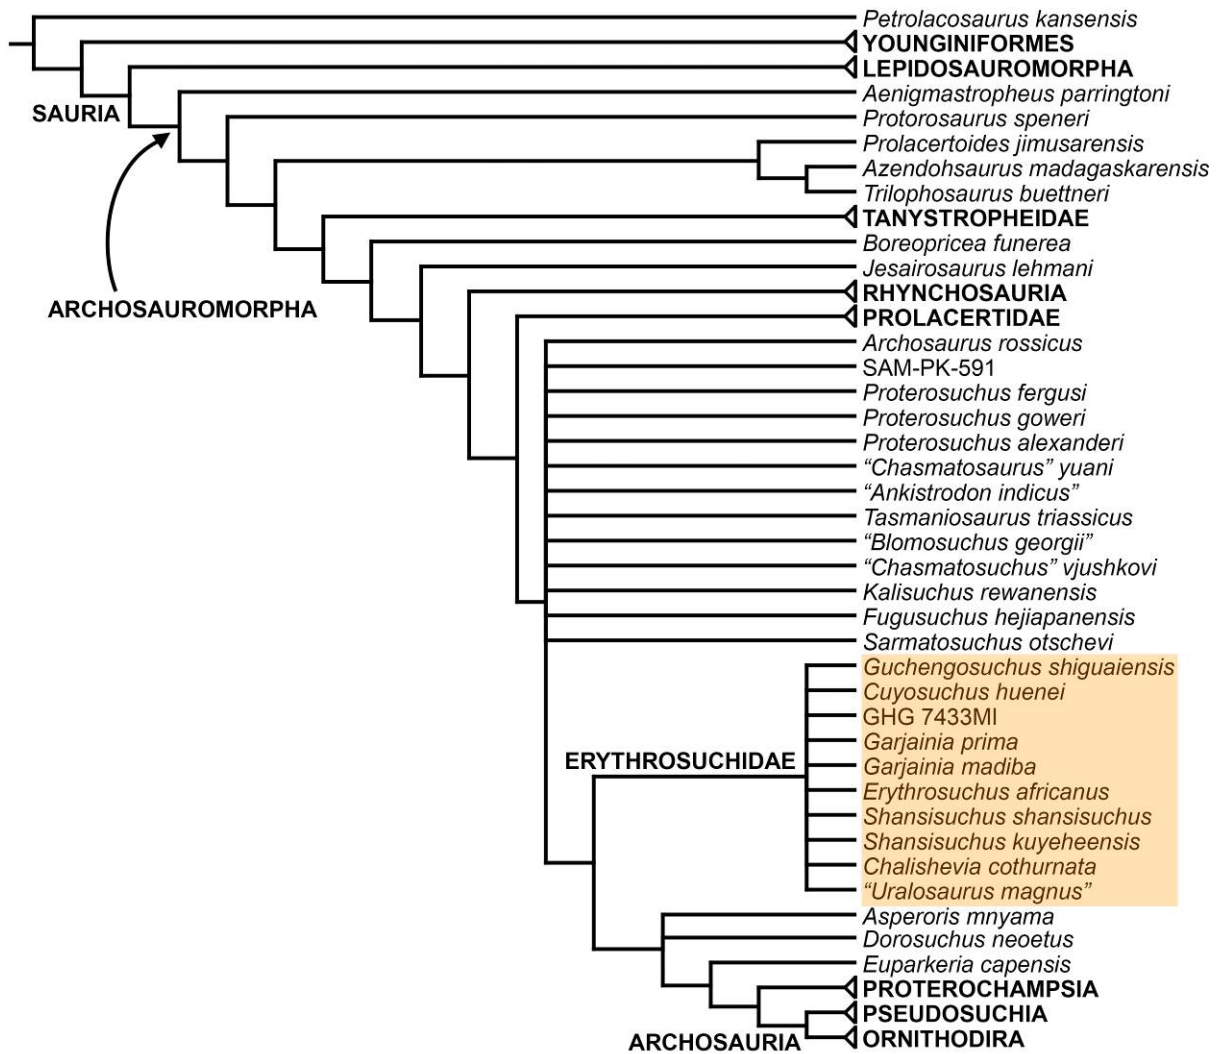 Petrolacosaurus kansensis
YOUNGINIFORMES
LEPIDOSAUROMORPHA
Aenigmastropheus parringtoni
SAURIA
Protorosaurus speneri
Prolacertoides jimusarensis
Azendohsaurus madagaskarensis
Trilophosaurus buettneri
TANYSTROPHEIDAE
Boreopricea funerea
Jesairosaurus lehmani
RHYNCHOSAURIA
ARCHOSAUROMORPHA
PROLACERTIDAE
Archosaurus rossicus
SAM-PK-591
Proterosuchus fergusi
Proterosuchus goweri
Proterosuchus alexanderi
“Chasmatosaurus” yuani
“Ankistrodon indicus”
Tasmaniosaurus triassicus
“Blomosuchus georgii”
“Chasmatosuchus” vjushkovi
Kalisuchus rewanensis
Fugusuchus hejiapanensis
Sarmatosuchus otschevi
Guchengosuchus shiguaiensis
Cuyosuchus huenei
GHG 7433MI
Garjainia prima
ERYTHROSUCHIDAE
Garjainia madiba
Erythrosuchus africanus
Shansisuchus shansisuchus
Shansisuchus kuyeheensis
Chalishevia cothurnata
“Uralosaurus magnus”
Asperoris mnyama
Dorosuchus neoetus
Euparkeria capensis
PROTEROCHAMPSIA
PSEUDOSUCHIA
ARCHOSAURIA
ORNITHODIRA